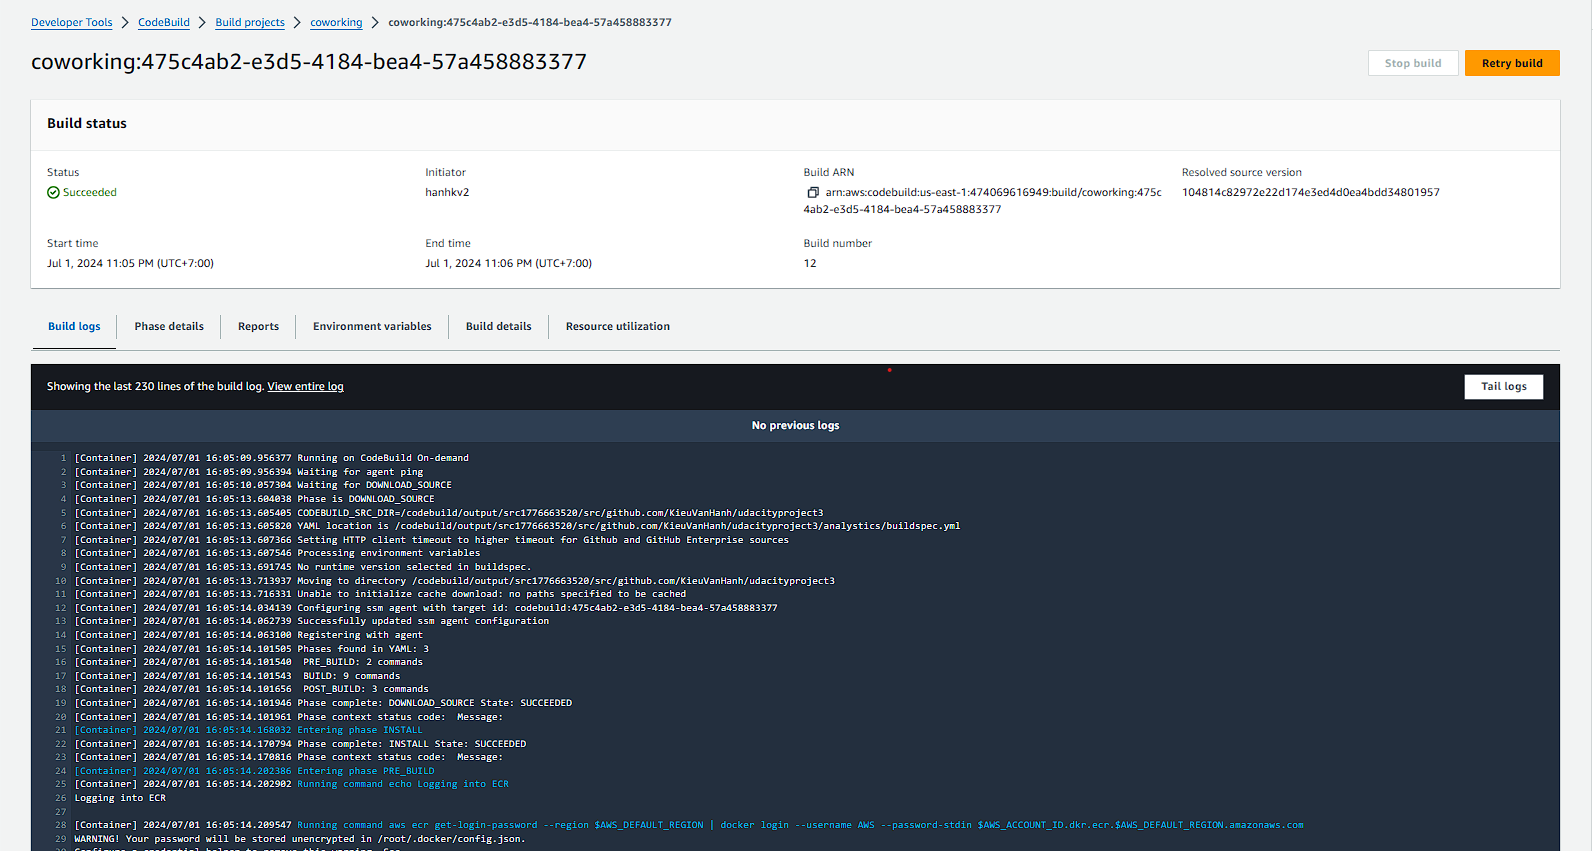 Developer Tools > CodeBuild > Build projects > coworking > coworking:475c4ab2-e3d5-4184-bea4-57a458883377
coworking:475c4ab2-e3d5-4184-bea4-57a458883377
Stop build
Retry build
Build status
Status
Succeeded
Initiator
hanhkv2
Build ARN
arn:aws:codebuild:us-east-1:474069616949:build/coworking:475c
4ab2-e3d5-4184-bea4-57a458883377
Resolved source version
104814c82972e22d174e3ed4d0ea4bdd34801957
Start time
Jul 1, 2024 11:05 PM (UTC+7:00)
End time
Jul 1, 2024 11:06 PM (UTC+7:00)
Build number
12
Build logs
Phase details
Reports
Environment variables
Build details
Resource utilization
Showing the last 230 lines of the build log. View entire log
Tail logs
No previous logs
1 [Container] 2024/07/01 16:05:09.956377 Running on CodeBuild On-demand
2 [Container] 2024/07/01 16:05:09.956394 Waiting for agent ping
3 [Container] 2024/07/01 16:05:10.057304 Waiting for DOWNLOAD_SOURCE
4 [Container] 2024/07/01 16:05:13.604038 Phase is DOWNLOAD_SOURCE
5 [Container] 2024/07/01 16:05:13.605405 CODEBUILD_SRC_DIR=/codebuild/output/src1776663520/src/github.com/KieuVanHanh/udacityproject3
6 [Container] 2024/07/01 16:05:13.605820 YAML location is /codebuild/output/src1776663520/src/github.com/KieuVanHanh/udacityproject3/analystics/buildspec.yml
7 [Container] 2024/07/01 16:05:13.607366 Setting HTTP client timeout to higher timeout for Github and GitHub Enterprise sources
8 [Container] 2024/07/01 16:05:13.607546 Processing environment variables
9 [Container] 2024/07/01 16:05:13.691745 No runtime version selected in buildspec.
10 [Container] 2024/07/01 16:05:13.713937 Moving to directory /codebuild/output/src1776663520/src/github.com/KieuVanHanh/udacityproject3
11 [Container] 2024/07/01 16:05:13.716331 Unable to initialize cache download: no paths specified to be cached
12 [Container] 2024/07/01 16:05:14.034139 Configuring ssm agent with target id: codebuild:475c4ab2-e3d5-4184-bea4-57a458883377
13 [Container] 2024/07/01 16:05:14.062739 Successfully updated ssm agent configuration
14 [Container] 2024/07/01 16:05:14.063100 Registering with agent
15 [Container] 2024/07/01 16:05:14.101505 Phases found in YAML: 3
16 [Container] 2024/07/01 16:05:14.101540  PRE_BUILD: 2 commands
17 [Container] 2024/07/01 16:05:14.101543  BUILD: 9 commands
18 [Container] 2024/07/01 16:05:14.101656  POST_BUILD: 3 commands
19 [Container] 2024/07/01 16:05:14.101946 Phase complete: DOWNLOAD_SOURCE State: SUCCEEDED
20 [Container] 2024/07/01 16:05:14.101961 Phase context status code:  Message:
21 [Container] 2024/07/01 16:05:14.168032 Entering phase INSTALL
22 [Container] 2024/07/01 16:05:14.170794 Phase complete: INSTALL State: SUCCEEDED
23 [Container] 2024/07/01 16:05:14.170816 Phase context status code:  Message:
24 [Container] 2024/07/01 16:05:14.202386 Entering phase PRE_BUILD
25 [Container] 2024/07/01 16:05:14.202902 Running command echo Logging into ECR
26 Logging into ECR
27
28 [Container] 2024/07/01 16:05:14.209547 Running command aws ecr get-login-password --region $AWS_DEFAULT_REGION | docker login --username AWS --password-stdin $AWS_ACCOUNT_ID.dkr.ecr.$AWS_DEFAULT_REGION.amazonaws.com
29 WARNING! Your password will be stored unencrypted in /root/.docker/config.json.